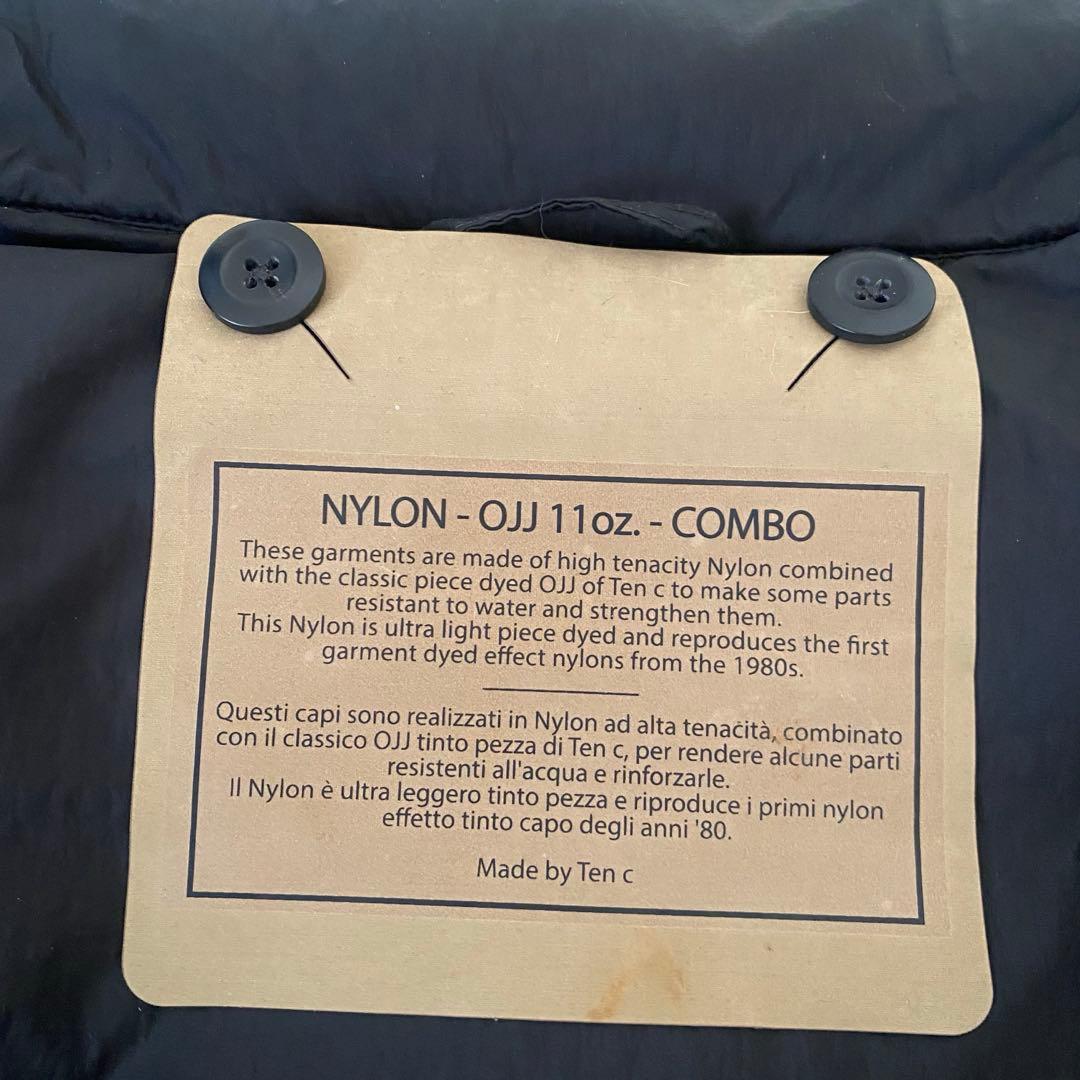 NYLON - OJJ 11oz. - COMBO
These garments are made of high tenacity Nylon combined
with the classic piece dyed OJJ of Ten c to make some parts
resistant to water and strengthen them.
This Nylon is ultra light piece dyed and reproduces the first
garment dyed effect nylons from the 1980s.
Questi capi sono realizzati in Nylon ad alta tenacità, combinato
con il classico OJJ tinto pezza di Ten c, per rendere alcune parti
resistenti all'acqua e rinforzarle.
Il Nylon è ultra leggero tinto pezza e riproduce i primi nylon
effetto tinto capo degli anni '80.
Made by Ten c